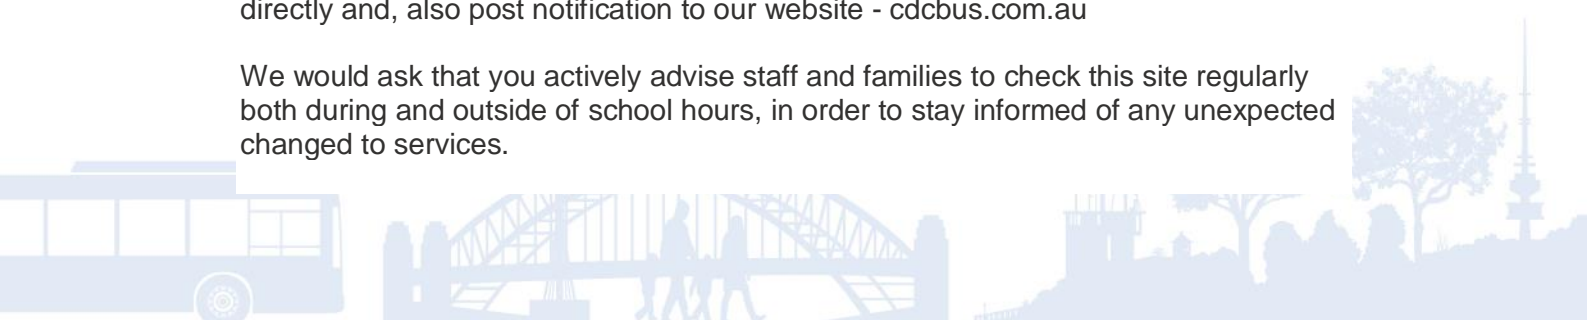 directly and, also post notification to our website - cdcbus.com.au
We would ask that you actively advise staff and families to check this site regularly
both during and outside of school hours, in order to stay informed of any unexpected
changed to services.